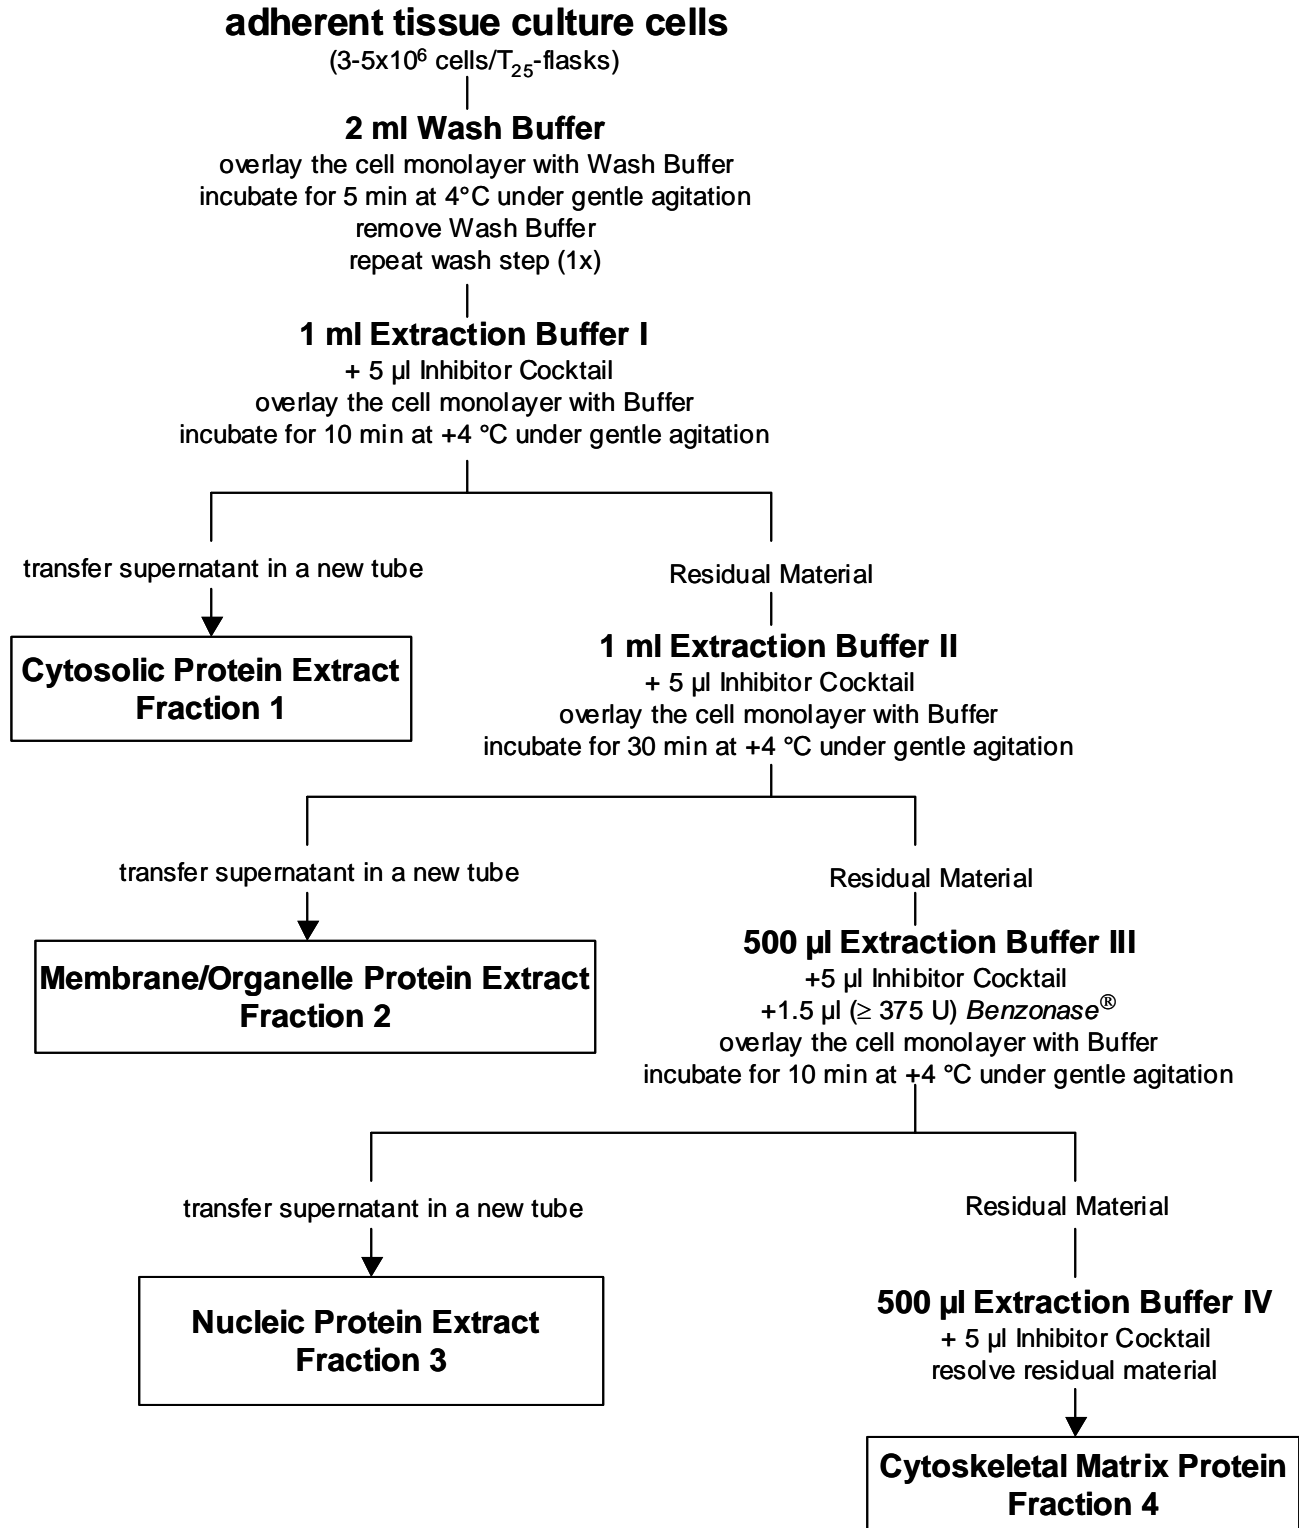 adherent tissue culture cells
(3-5x10⁶ cells/T₂₅-flasks)
2 ml Wash Buffer
overlay the cell monolayer with Wash Buffer
incubate for 5 min at 4°C under gentle agitation
remove Wash Buffer
repeat wash step (1x)
1 ml Extraction Buffer I
+ 5 µl Inhibitor Cocktail
overlay the cell monolayer with Buffer
incubate for 10 min at +4 °C under gentle agitation
transfer supernatant in a new tube
Residual Material
Cytosolic Protein Extract
Fraction 1
1 ml Extraction Buffer II
+ 5 µl Inhibitor Cocktail
overlay the cell monolayer with Buffer
incubate for 30 min at +4 °C under gentle agitation
transfer supernatant in a new tube
Residual Material
Membrane/Organelle Protein Extract
Fraction 2
500 µl Extraction Buffer III
+5 µl Inhibitor Cocktail
+1.5 µl (≥ 375 U) Benzonase®
overlay the cell monolayer with Buffer
incubate for 10 min at +4 °C under gentle agitation
transfer supernatant in a new tube
Residual Material
Nucleic Protein Extract
Fraction 3
500 µl Extraction Buffer IV
+ 5 µl Inhibitor Cocktail
resolve residual material
Cytoskeletal Matrix Protein
Fraction 4